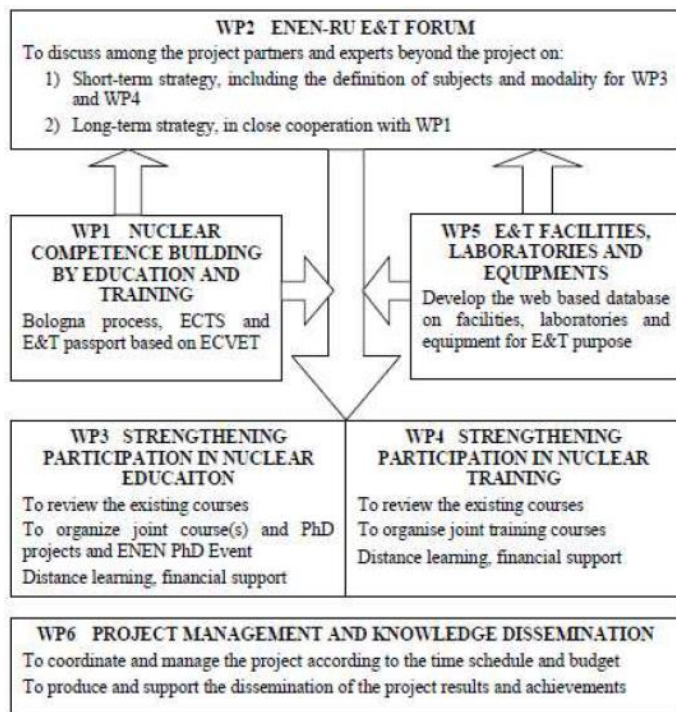 WP2 ENEN-RU E&T FORUM
To discuss among the project partners and experts beyond the project on:
1) Short-term strategy, including the definition of subjects and modality for WP3
and WP4
2) Long-term strategy, in close cooperation with WP1
WP1 NUCLEAR
COMPETENCE BUILDING
BY EDUCATION AND
TRAINING
Bologna process, ECTS and
E&T passport based on ECVET
WP5 E&T FACILITIES,
LABORATORIES AND
EQUIPMENTS
Develop the web based database
on facilities, laboratories and
equipment for E&T purpose
WP3 STRENGTHENING
PARTICIPATION IN NUCLEAR
EDUCAITON
To review the existing courses
To organize joint course(s) and PhD
projects and ENEN PhD Event
Distance learning, financial support
WP4 STRENGTHENING
PARTICIPATION IN NUCLEAR
TRAINING
To review the existing courses
To organise joint training courses
Distance learning, financial support
WP6 PROJECT MANAGEMENT AND KNOWLEDGE DISSEMINATION
To coordinate and manage the project according to the time schedule and budget
To produce and support the dissemination of the project results and achievements